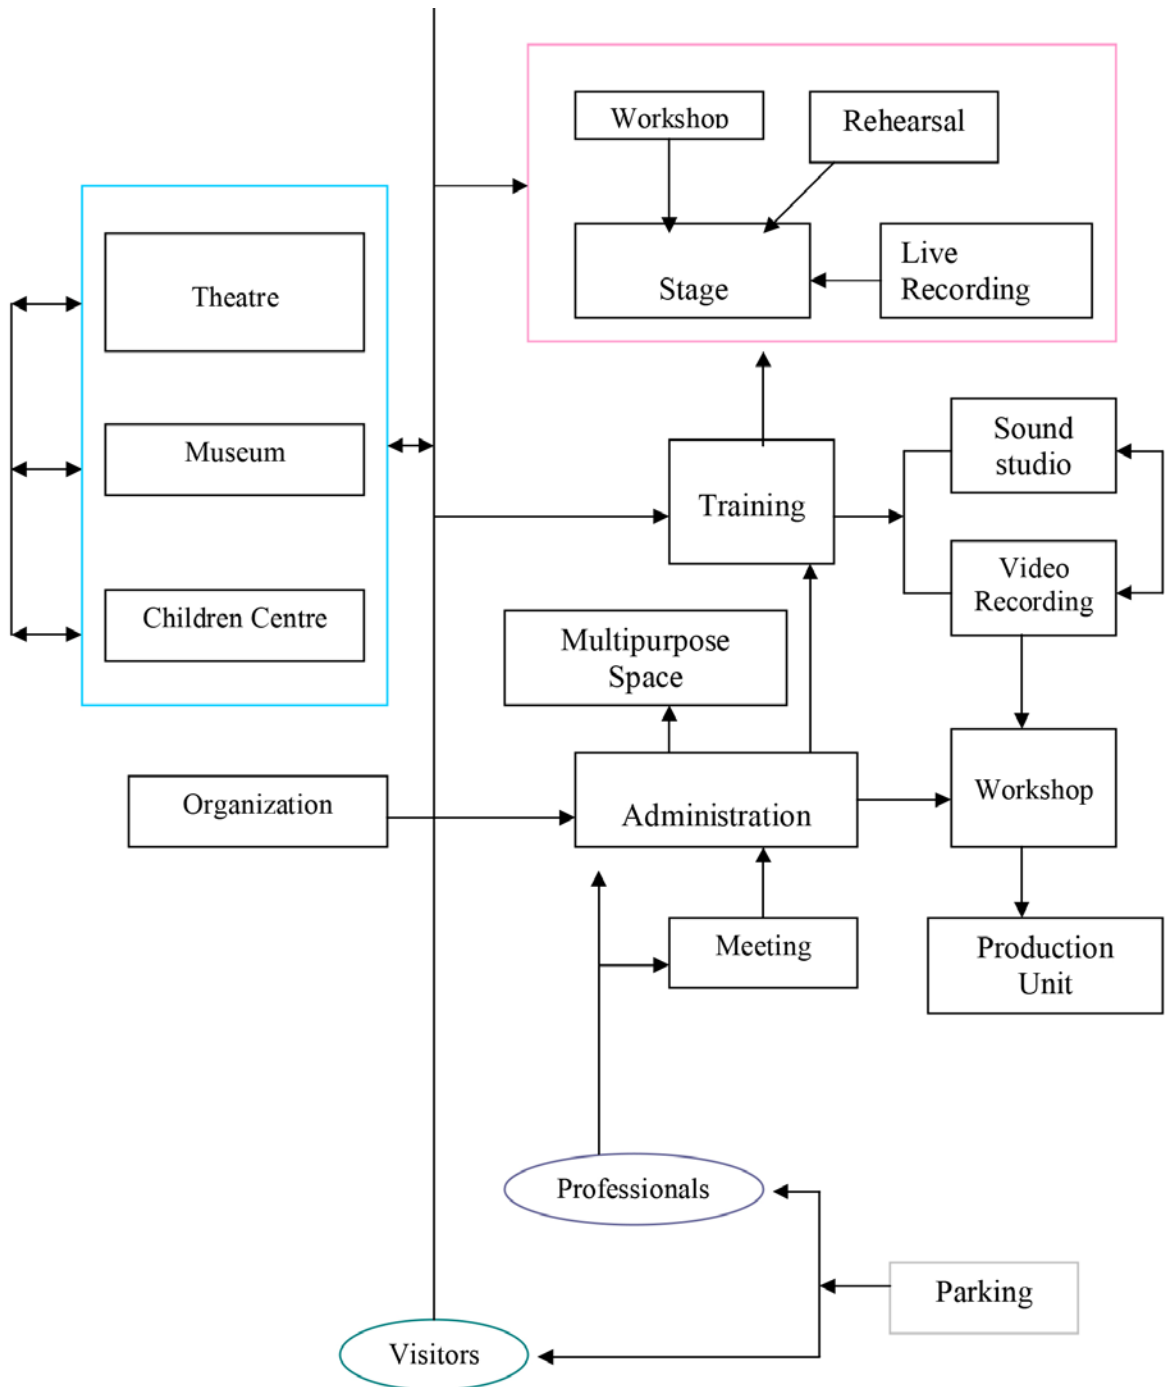 Workshop
Rehearsal
Stage
Live
Recording
Theatre
Museum
Children Centre
Training
Sound
studio
Video
Recording
Multipurpose
Space
Organization
Administration
Workshop
Meeting
Production
Unit
Professionals
Parking
Visitors